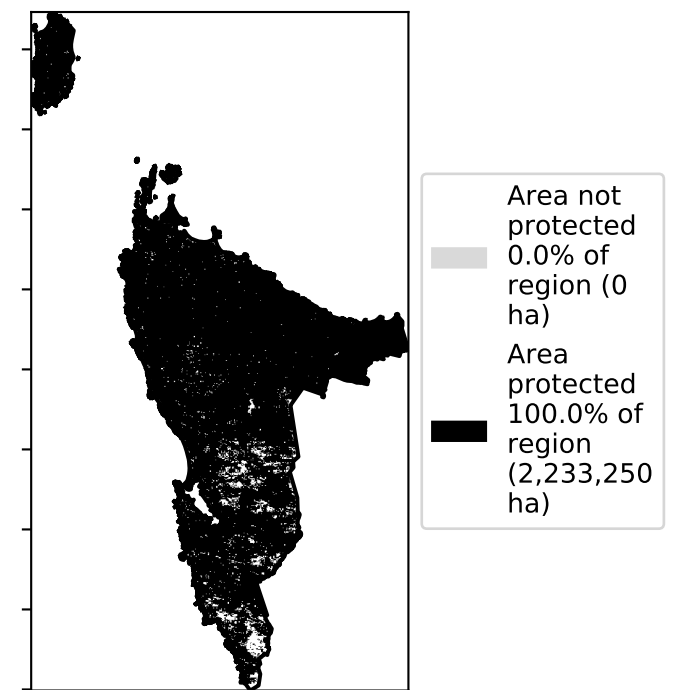 Area not
protected
0.0% of
region (0
ha)
Area
protected
100.0% of
region
(2,233,250
ha)